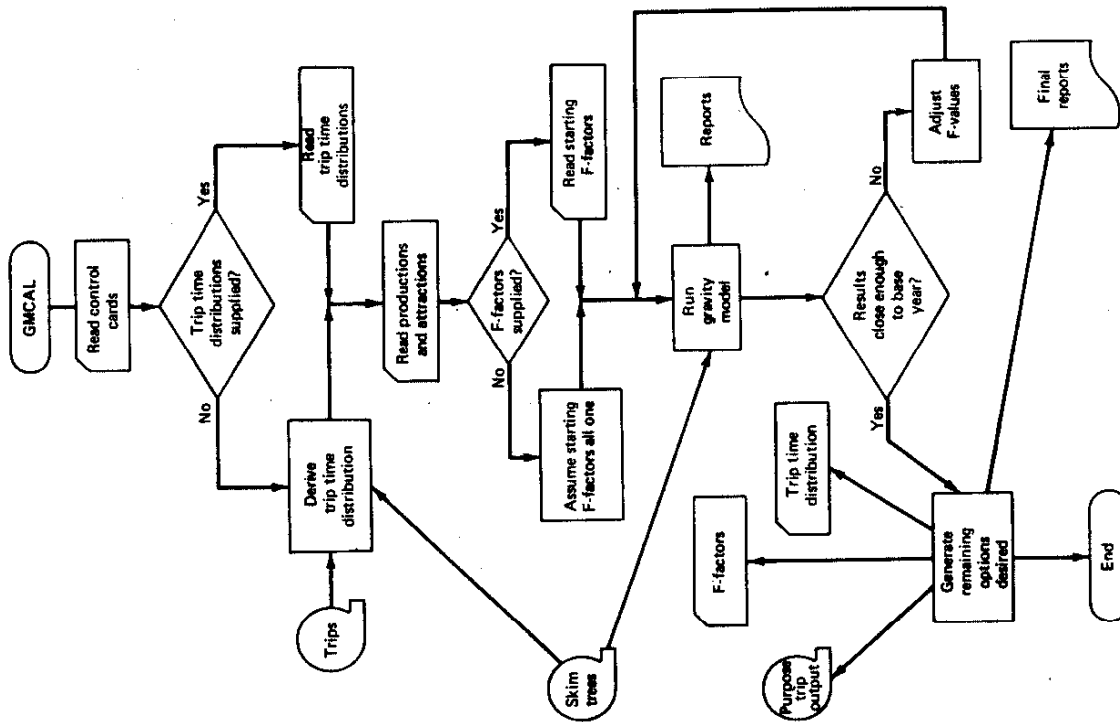 GMCAL
Read control
cards
Trip time
distributions
supplied?
Yes
No
Read
trip time
distributions
Derive
trip time
distribution
Trips
Read productions
and attractions
F-factors
supplied?
Yes
No
Read starting
F-factors
Assume starting
F-factors all one
Skim
trees
Run
gravity
model
Reports
Results
close enough
to base
year?
No
Yes
Adjust
F-values
Final
reports
Trip time
distribution
F-factors
Purpose
trip
output
Generate
remaining
options
desired
End